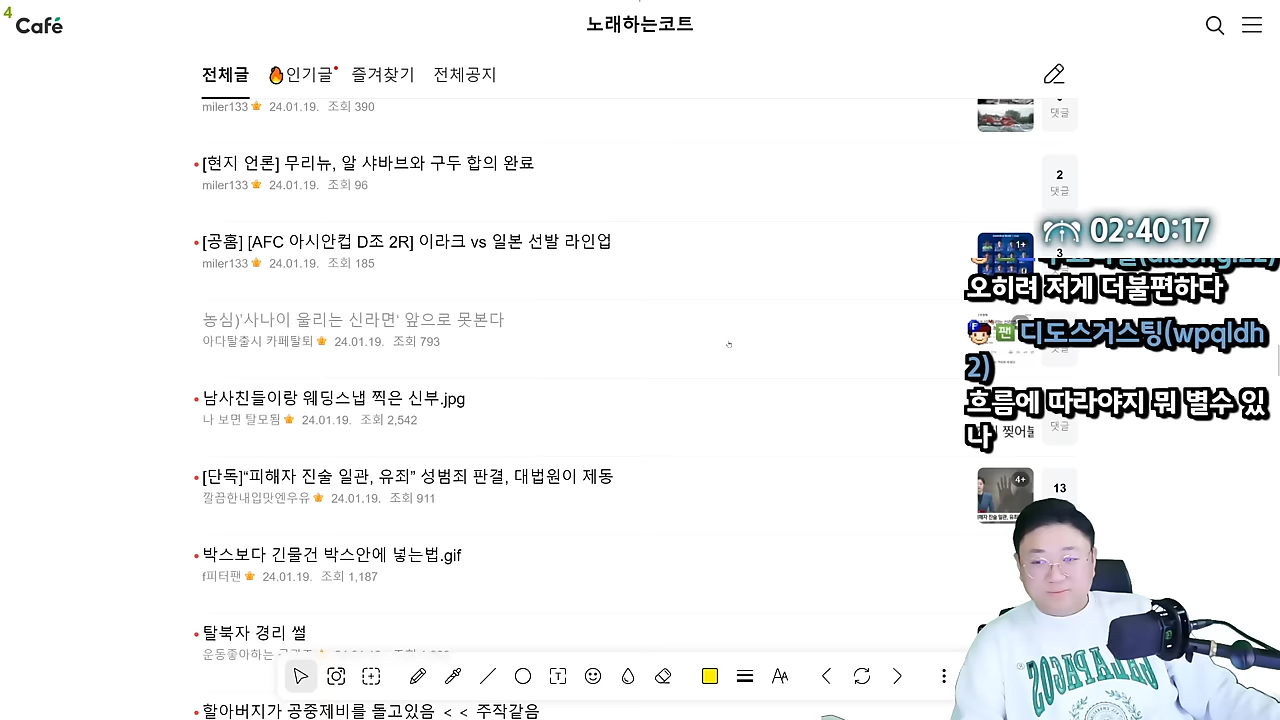 4
Café
노래하는코트
전체글 🔥인기글 즐겨찾기 전체공지
miler133 24.01.19. 조회 390
댓글
[현지 언론] 무리뉴, 알 샤바브와 구두 합의 완료
miler133 24.01.19. 조회 96
2
댓글
[공홈] [AFC 아시안컵 D조 2R] 이라크 vs 일본 선발 라인업
miler133 24.01.19. 조회 185
1+
3
02:40:17
오히려 저게 더불편하다
농심)'사나이 울리는 신라면' 앞으로 못본다
아다탈출시 카페탈퇴 24.01.19. 조회 793
팬 디도스거스팅(wpqldh
2)
흐름에 따라야지 뭐 별수 있
나
남사친들이랑 웨딩스냅 찍은 신부.jpg
나 보면 탈모됨 24.01.19. 조회 2,542
댓글
[단독]“피해자 진술 일관, 유죄” 성범죄 판결, 대법원이 제동
깔끔한내입맛엔우유 24.01.19. 조회 911
4+
13
박스보다 긴물건 박스안에 넣는법.gif
f피터팬 24.01.19. 조회 1,187
탈북자 경리 썰
할아버지가 공중제비를 돌고있음 < < 주작같음